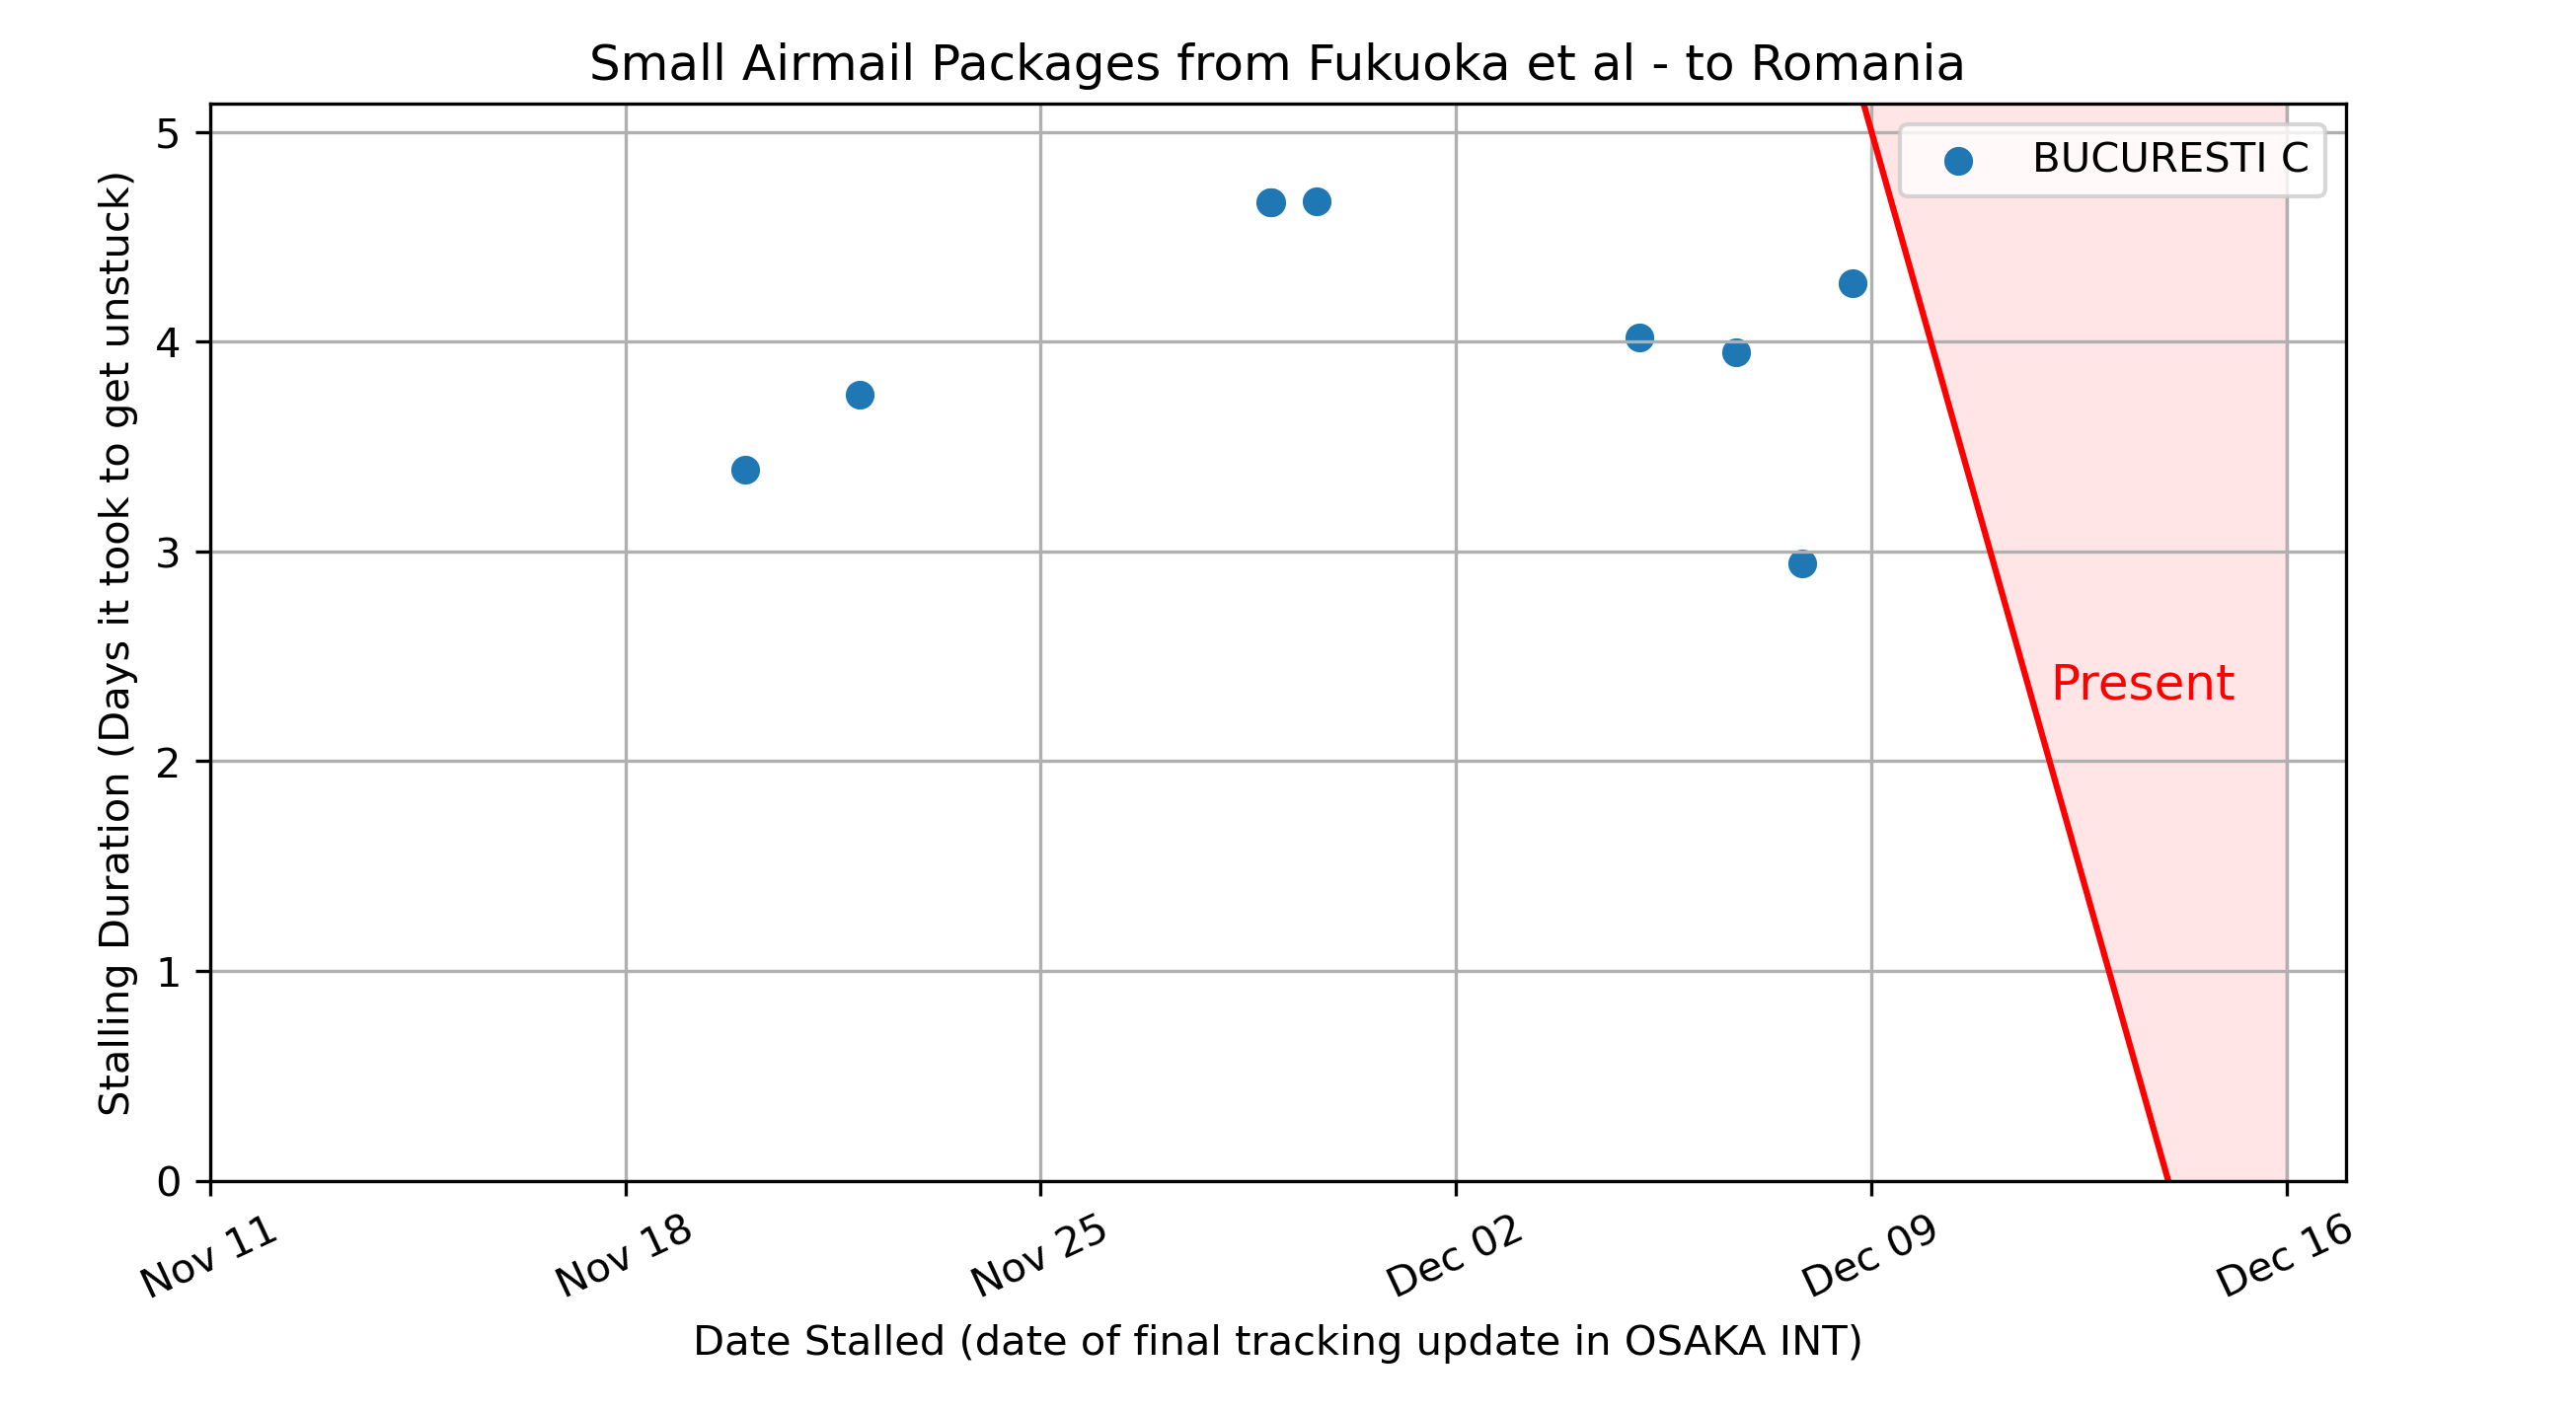 Small Airmail Packages from Fukuoka et al - to Romania
Stalling Duration (Days it took to get unstuck)
5
4
3
2
1
0
BUCURESTI C
Present
Nov 11
Nov 18
Nov 25
Dec 02
Dec 09
Dec 16
Date Stalled (date of final tracking update in OSAKA INT)